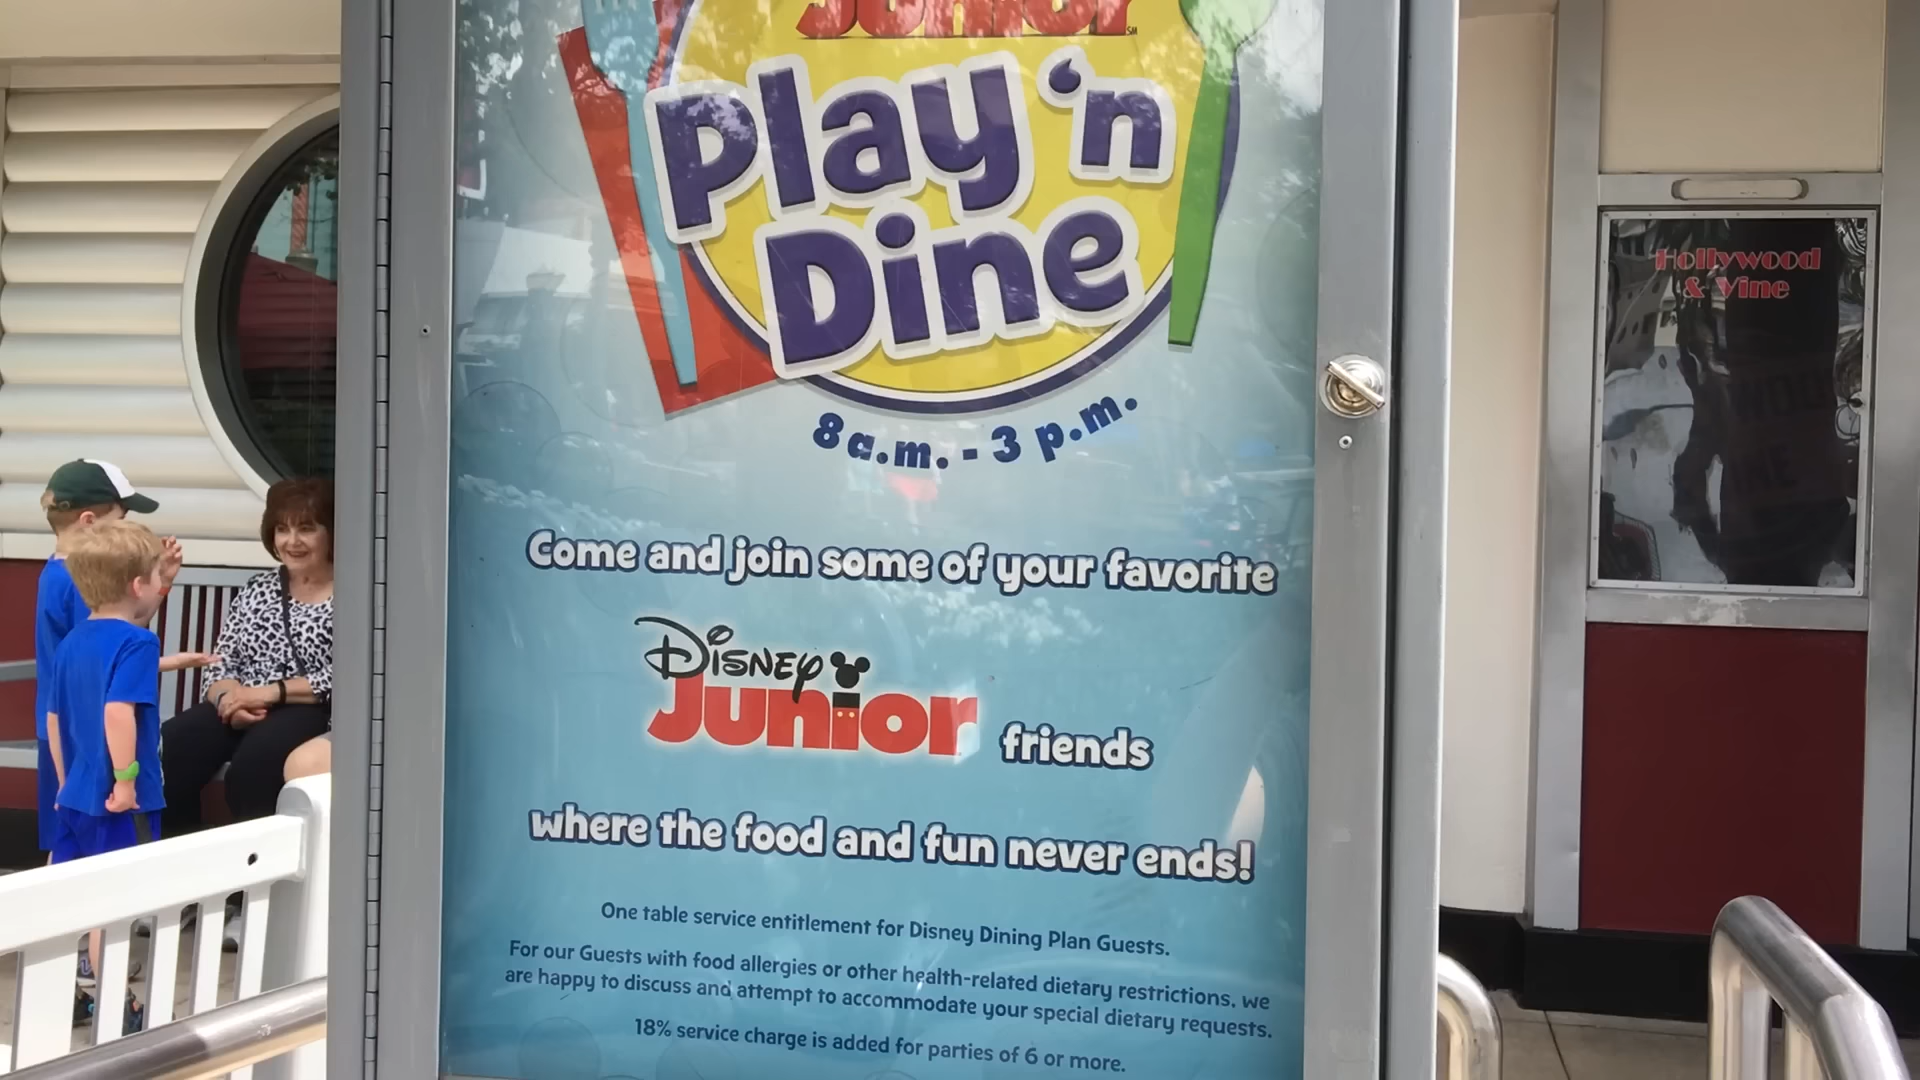 Junior SM
Play 'n
Dine
8 a.m. - 3 p.m.
Come and join some of your favorite
Disney
Junior friends
where the food and fun never ends!
One table service entitlement for Disney Dining Plan Guests.
For our Guests with food allergies or other health-related dietary restrictions, we
are happy to discuss and attempt to accommodate your special dietary requests.
18% service charge is added for parties of 6 or more.
Hollywood
& Vine